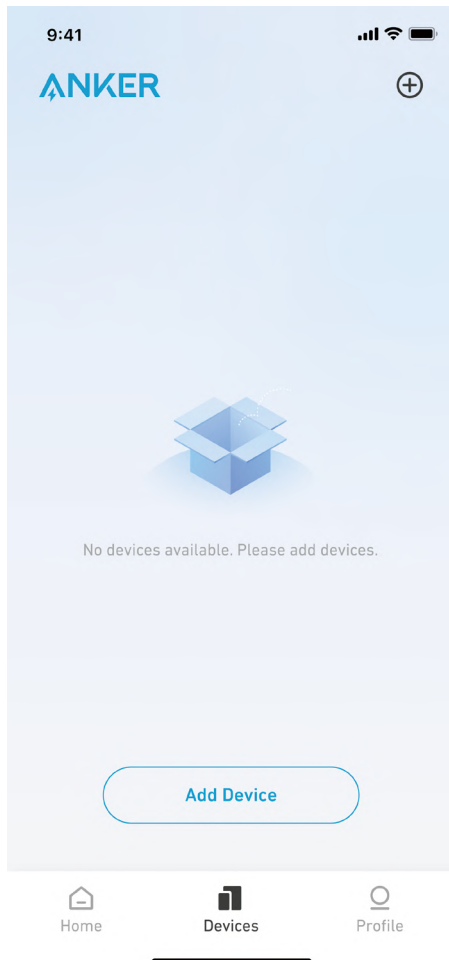 9:41
ANKER
No devices available. Please add devices.
Add Device
Home
Devices
Profile